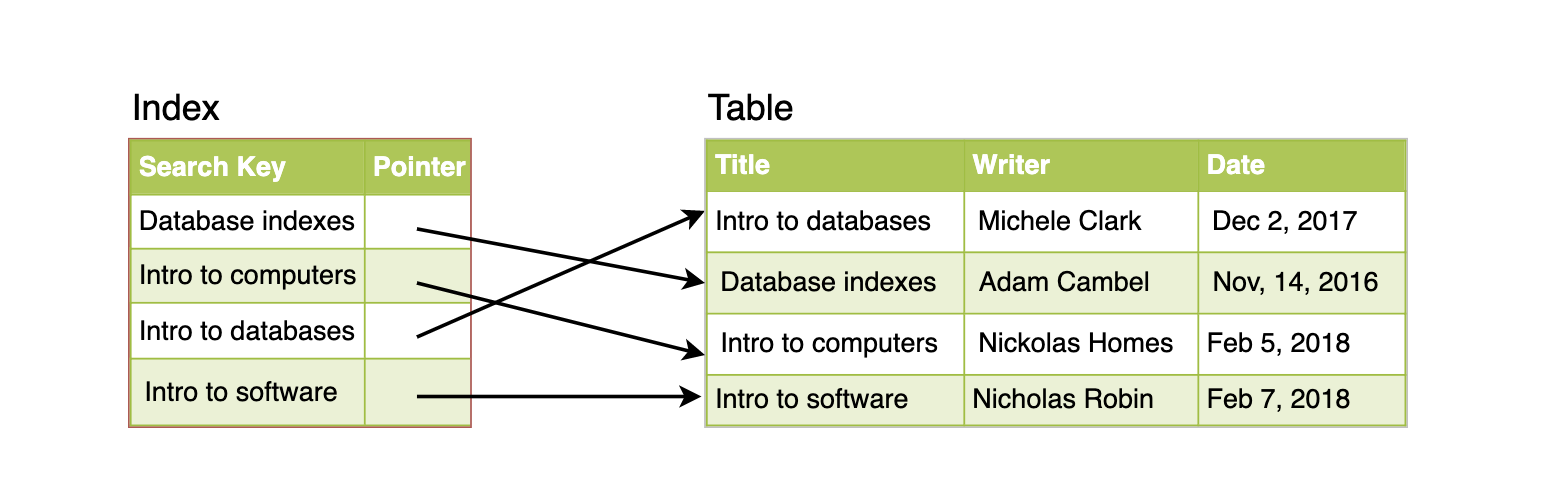 Index
Search Key Pointer
Database indexes
Intro to computers
Intro to databases
Intro to software
Table
Title Writer Date
Intro to databases Michele Clark Dec 2, 2017
Database indexes Adam Cambel Nov, 14, 2016
Intro to computers Nickolas Homes Feb 5, 2018
Intro to software Nicholas Robin Feb 7, 2018